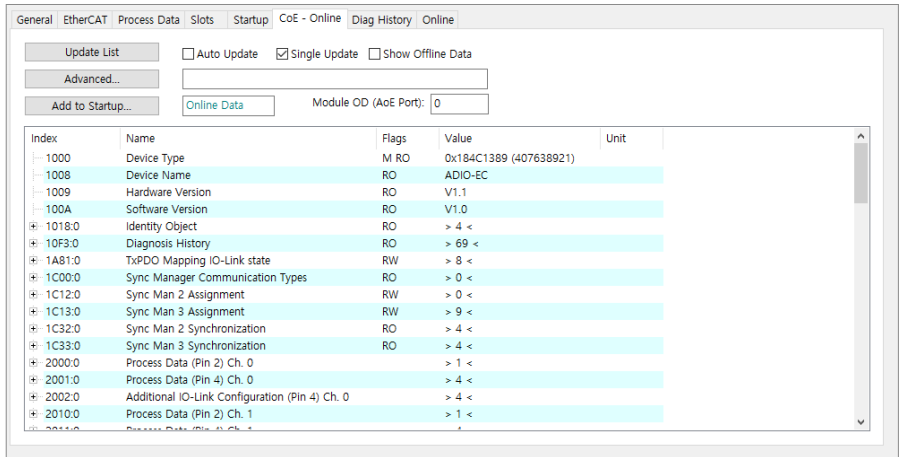 General EtherCAT Process Data Slots Startup CoE - Online Diag History Online
Update List Auto Update Single Update Show Offline Data
Advanced...
Add to Startup... Online Data Module OD (AoE Port): 0
Index Name Flags Value Unit
1000 Device Type M RO 0x184C1389 (407638921)
1008 Device Name RO ADIO-EC
1009 Hardware Version RO V1.1
100A Software Version RO V1.0
1018:0 Identity Object RO > 4 <
10F3:0 Diagnosis History RO > 69 <
1A81:0 TxPDO Mapping IO-Link state RW > 8 <
1C00:0 Sync Manager Communication Types RO > 0 <
1C12:0 Sync Man 2 Assignment RW > 0 <
1C13:0 Sync Man 3 Assignment RW > 9 <
1C32:0 Sync Man 2 Synchronization RO > 4 <
1C33:0 Sync Man 3 Synchronization RO > 4 <
2000:0 Process Data (Pin 2) Ch. 0 > 1 <
2001:0 Process Data (Pin 4) Ch. 0 > 4 <
2002:0 Additional IO-Link Configuration (Pin 4) Ch. 0 > 4 <
2010:0 Process Data (Pin 2) Ch. 1 > 1 <
2011:0 Process Data (Pin 4) Ch. 1